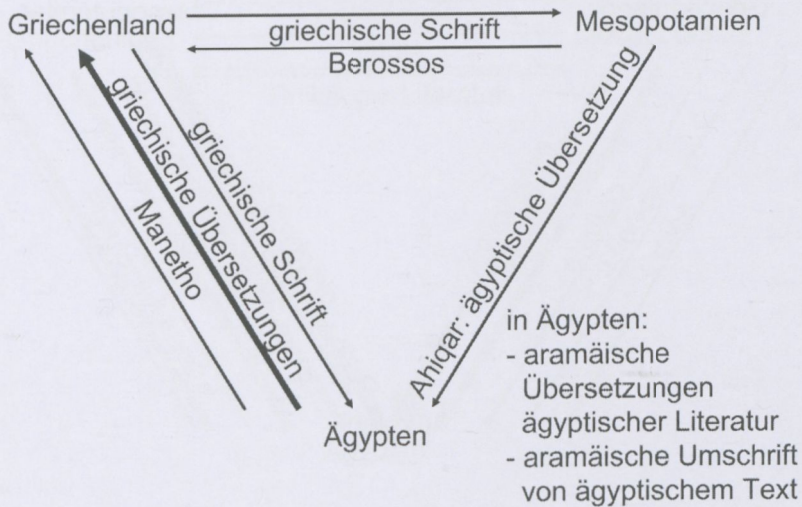 Griechenland
griechische Schrift
Mesopotamien
Berossos
griechische Schrift
griechische Übersetzungen
Manetho
Ahiqar: ägyptische Übersetzung
Ägypten
in Ägypten:
- aramäische
Übersetzungen
ägyptischer Literatur
- aramäische Umschrift
von ägyptischem Text